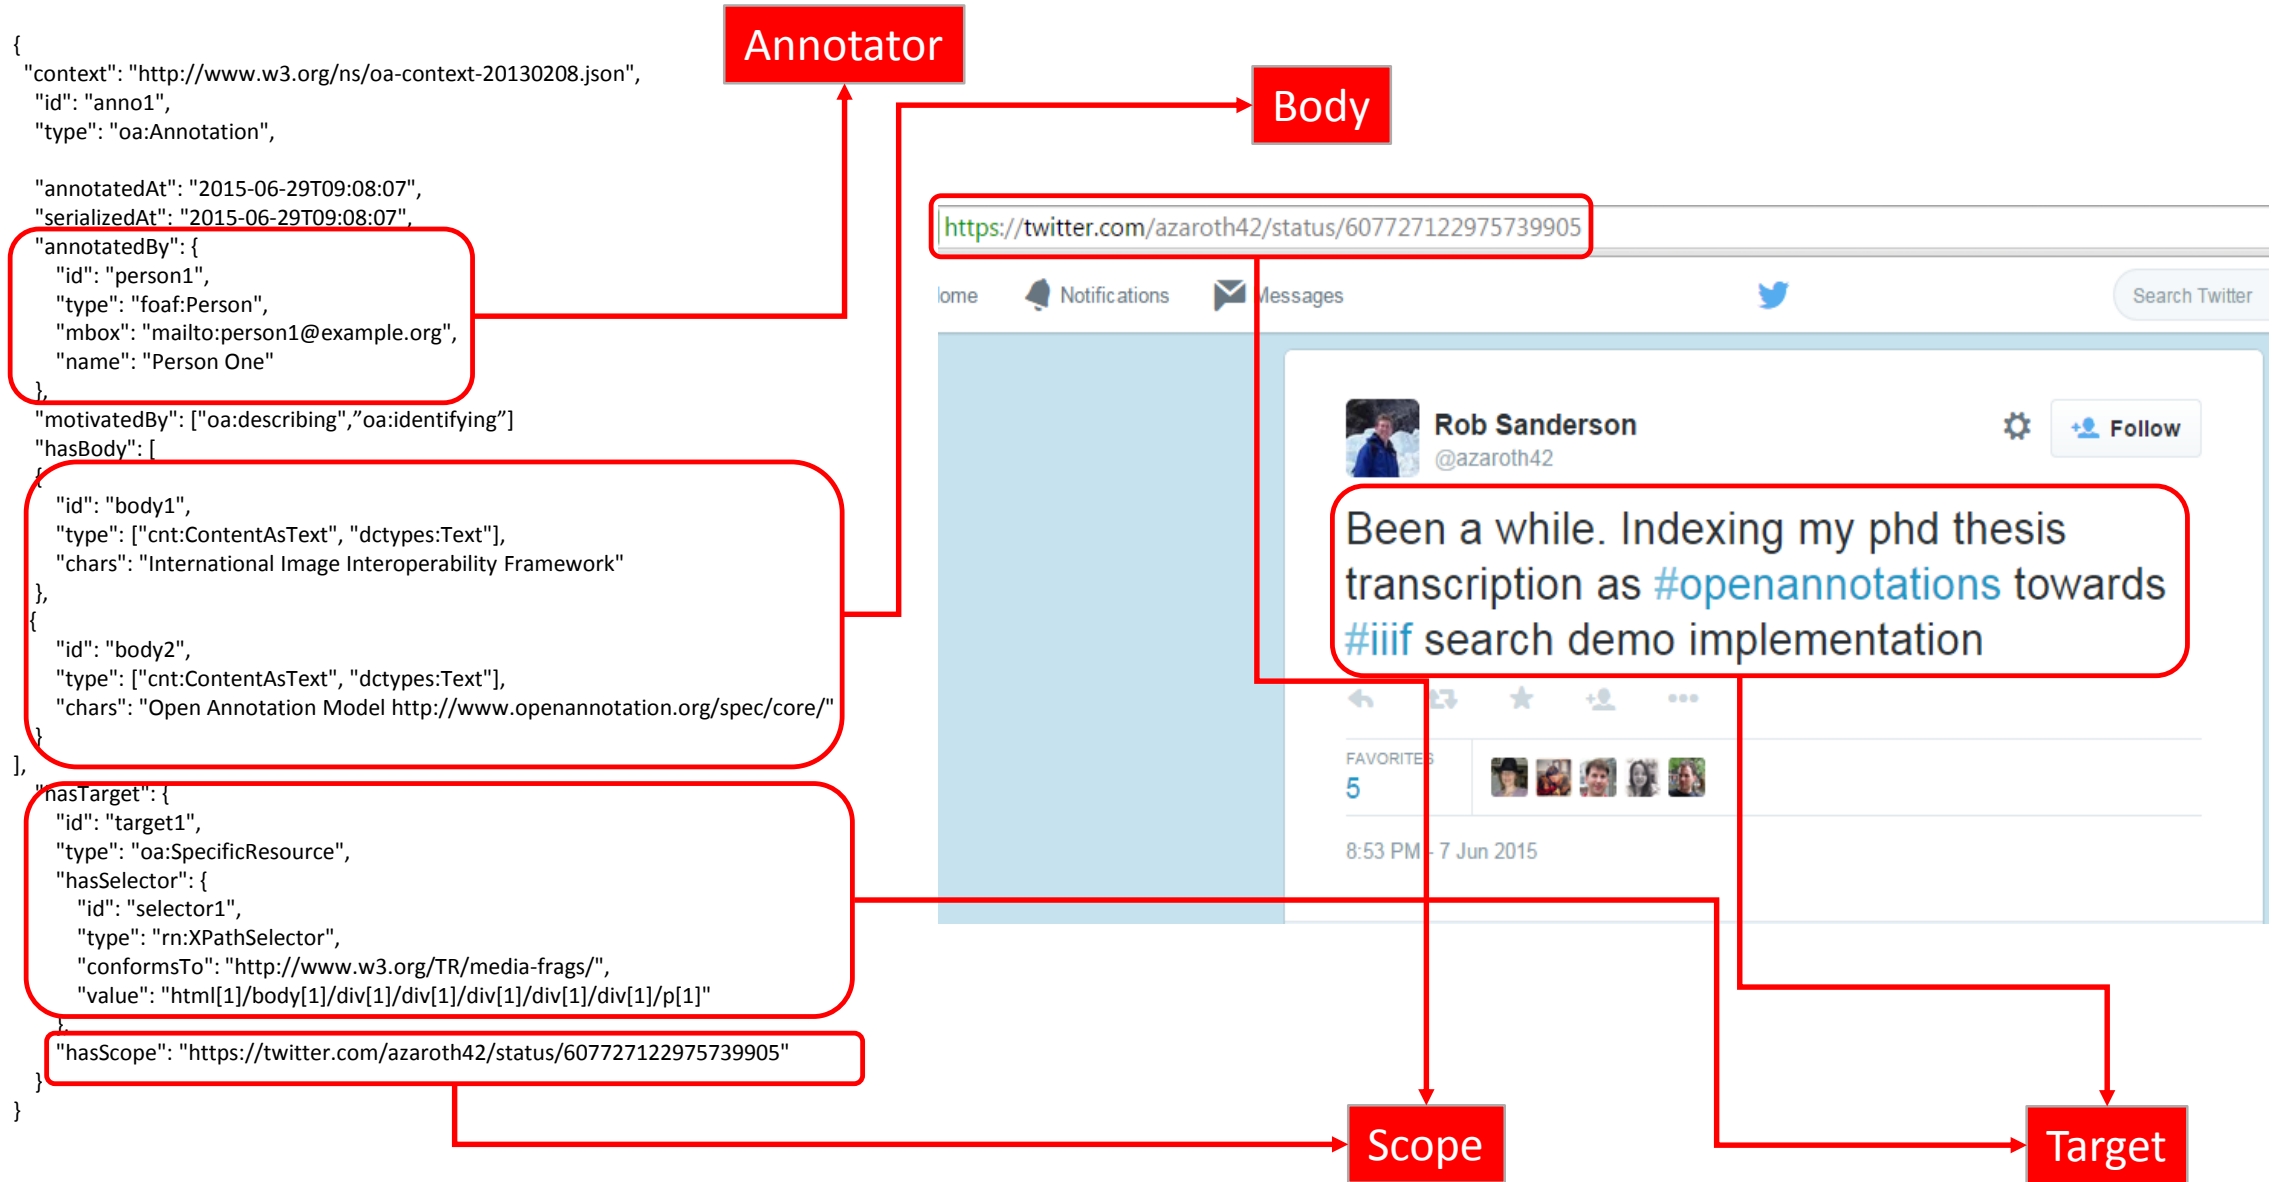 {
"context": "http://www.w3.org/ns/oa-context-20130208.json",
"id": "anno1",
"type": "oa:Annotation",
"annotatedAt": "2015-06-29T09:08:07",
"serializedAt": "2015-06-29T09:08:07",
"annotatedBy": {
"id": "person1",
"type": "foaf:Person",
"mbox": "mailto:person1@example.org",
"name": "Person One"
},
"motivatedBy": ["oa:describing",”oa:identifying”]
"hasBody": [
{
"id": "body1",
"type": ["cnt:ContentAsText", "dctypes:Text"],
"chars": "International Image Interoperability Framework"
},
{
"id": "body2",
"type": ["cnt:ContentAsText", "dctypes:Text"],
"chars": "Open Annotation Model http://www.openannotation.org/spec/core/"
}
],
"hasTarget": {
"id": "target1",
"type": "oa:SpecificResource",
"hasSelector": {
"id": "selector1",
"type": "rn:XPathSelector",
"conformsTo": "http://www.w3.org/TR/media-frags/",
"value": "html[1]/body[1]/div[1]/div[1]/div[1]/div[1]/div[1]/p[1]"
},
"hasScope": "https://twitter.com/azaroth42/status/607727122975739905"
}
}
Annotator
Body
https://twitter.com/azaroth42/status/607727122975739905
ome Notifications Messages Search Twitter
Rob Sanderson
@azaroth42
Follow
Been a while. Indexing my phd thesis
transcription as #openannotations towards
#iiif search demo implementation
FAVORITES
5
8:53 PM - 7 Jun 2015
Scope
Target